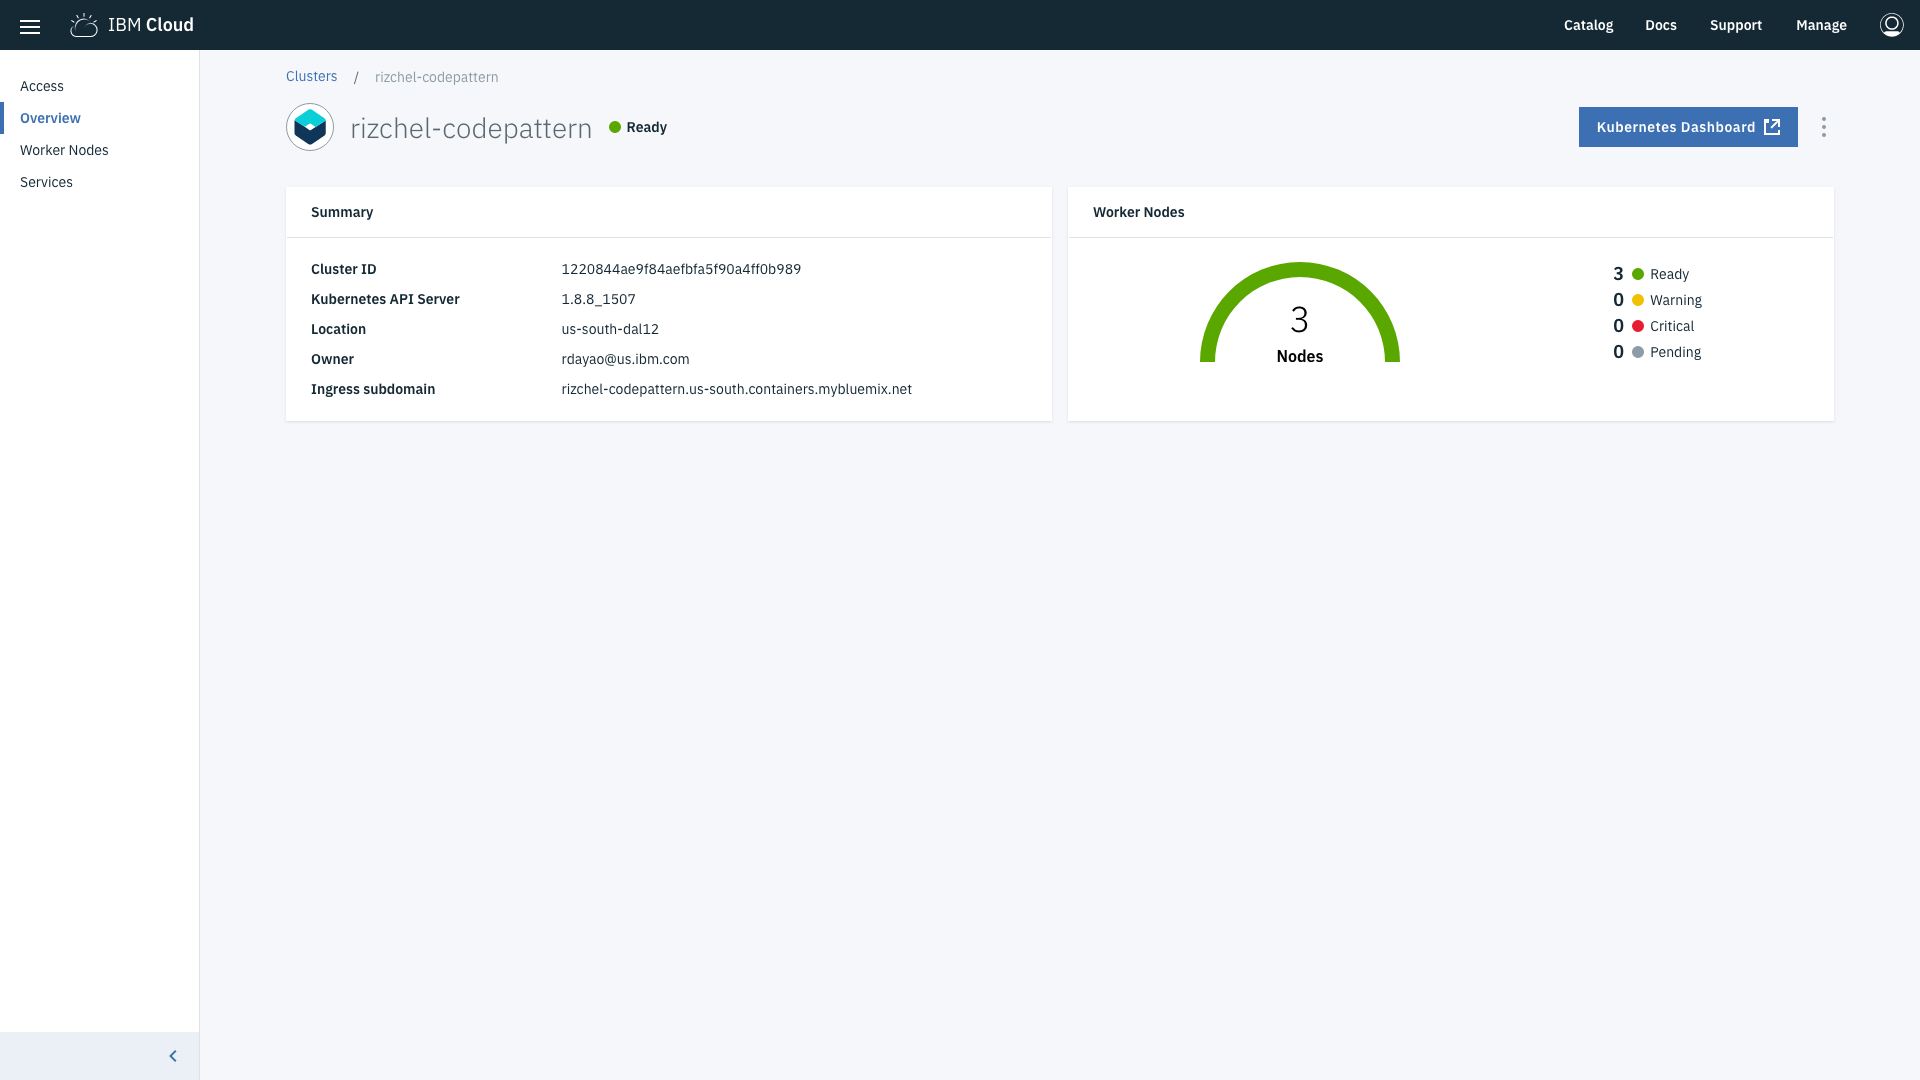 IBM Cloud
Catalog
Docs
Support
Manage
Access
Overview
Worker Nodes
Services
Clusters / rizchel-codepattern
rizchel-codepattern
Ready
Kubernetes Dashboard
Summary
Cluster ID 1220844ae9f84aefbfa5f90a4ff0b989
Kubernetes API Server 1.8.8_1507
Location us-south-dal12
Owner rdayao@us.ibm.com
Ingress subdomain rizchel-codepattern.us-south.containers.mybluemix.net
Worker Nodes
3
Nodes
3 Ready
0 Warning
0 Critical
0 Pending